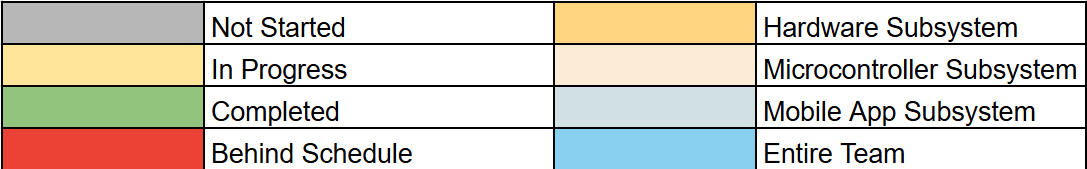 Not Started
Hardware Subsystem
In Progress
Microcontroller Subsystem
Completed
Mobile App Subsystem
Behind Schedule
Entire Team